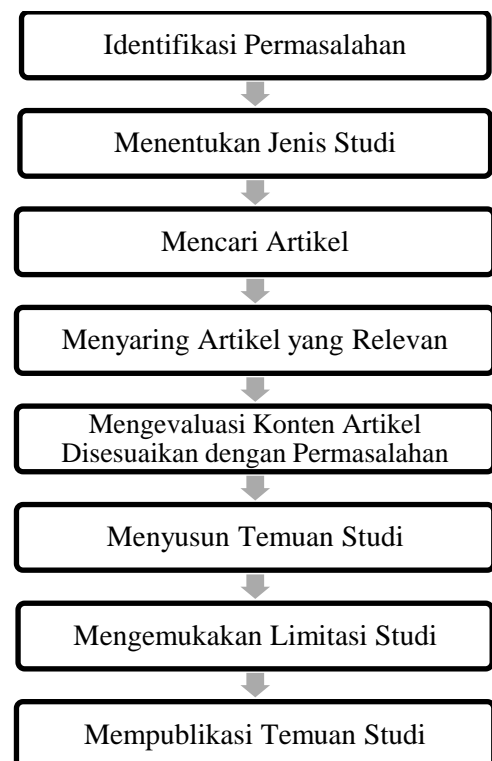 Identifikasi Permasalahan
Menentukan Jenis Studi
Mencari Artikel
Menyaring Artikel yang Relevan
Mengevaluasi Konten Artikel
Disesuaikan dengan Permasalahan
Menyusun Temuan Studi
Mengemukakan Limitasi Studi
Mempublikasi Temuan Studi